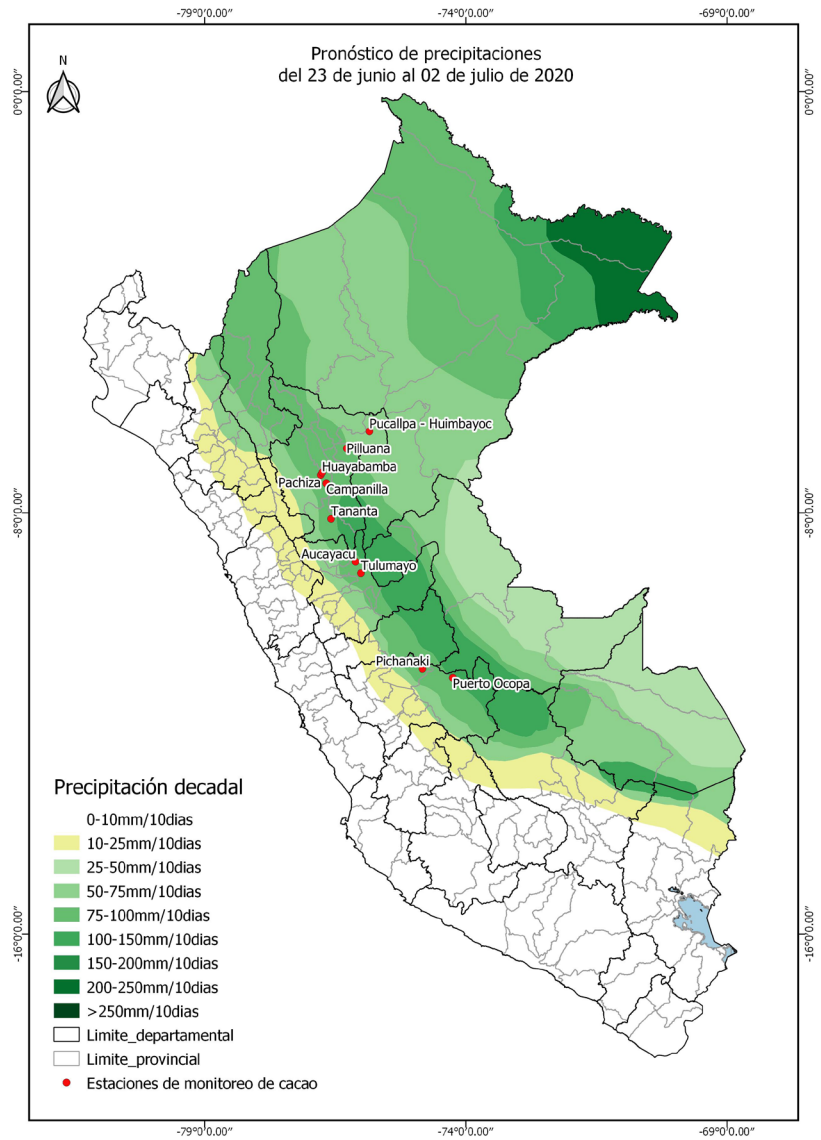 -79°0'0.00″ -74°0'0.00″ -69°0'0.00″
Pronóstico de precipitaciones
del 23 de junio al 02 de julio de 2020
N
0°0'0.00″ 0°0'0.00″
Pucallpa - Huimbayoc
Pilluana
Huayabamba
Pachiza
Campanilla
-8°0'0.00″ -8°0'0.00″
Tananta
Aucayacu
Tulumayo
Pichanaki
Puerto Ocopa
Precipitación decadal
0-10mm/10dias
10-25mm/10dias
25-50mm/10dias
50-75mm/10dias
75-100mm/10dias
100-150mm/10dias
150-200mm/10dias
200-250mm/10dias
>250mm/10dias
Limite_departamental
Limite_provincial
Estaciones de monitoreo de cacao
-16°0'0.00″ -16°0'0.00″
-79°0'0.00″ -74°0'0.00″ -69°0'0.00″